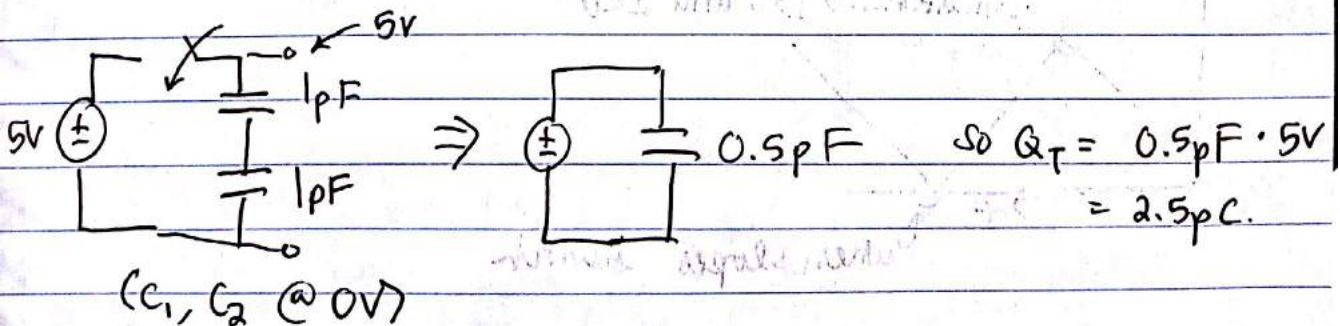 5V
1pF
5V ± ⇒ ± 0.5pF so Q_T = 0.5pF · 5V
1pF = 2.5pC.
(C₁, C₂ @ 0V)